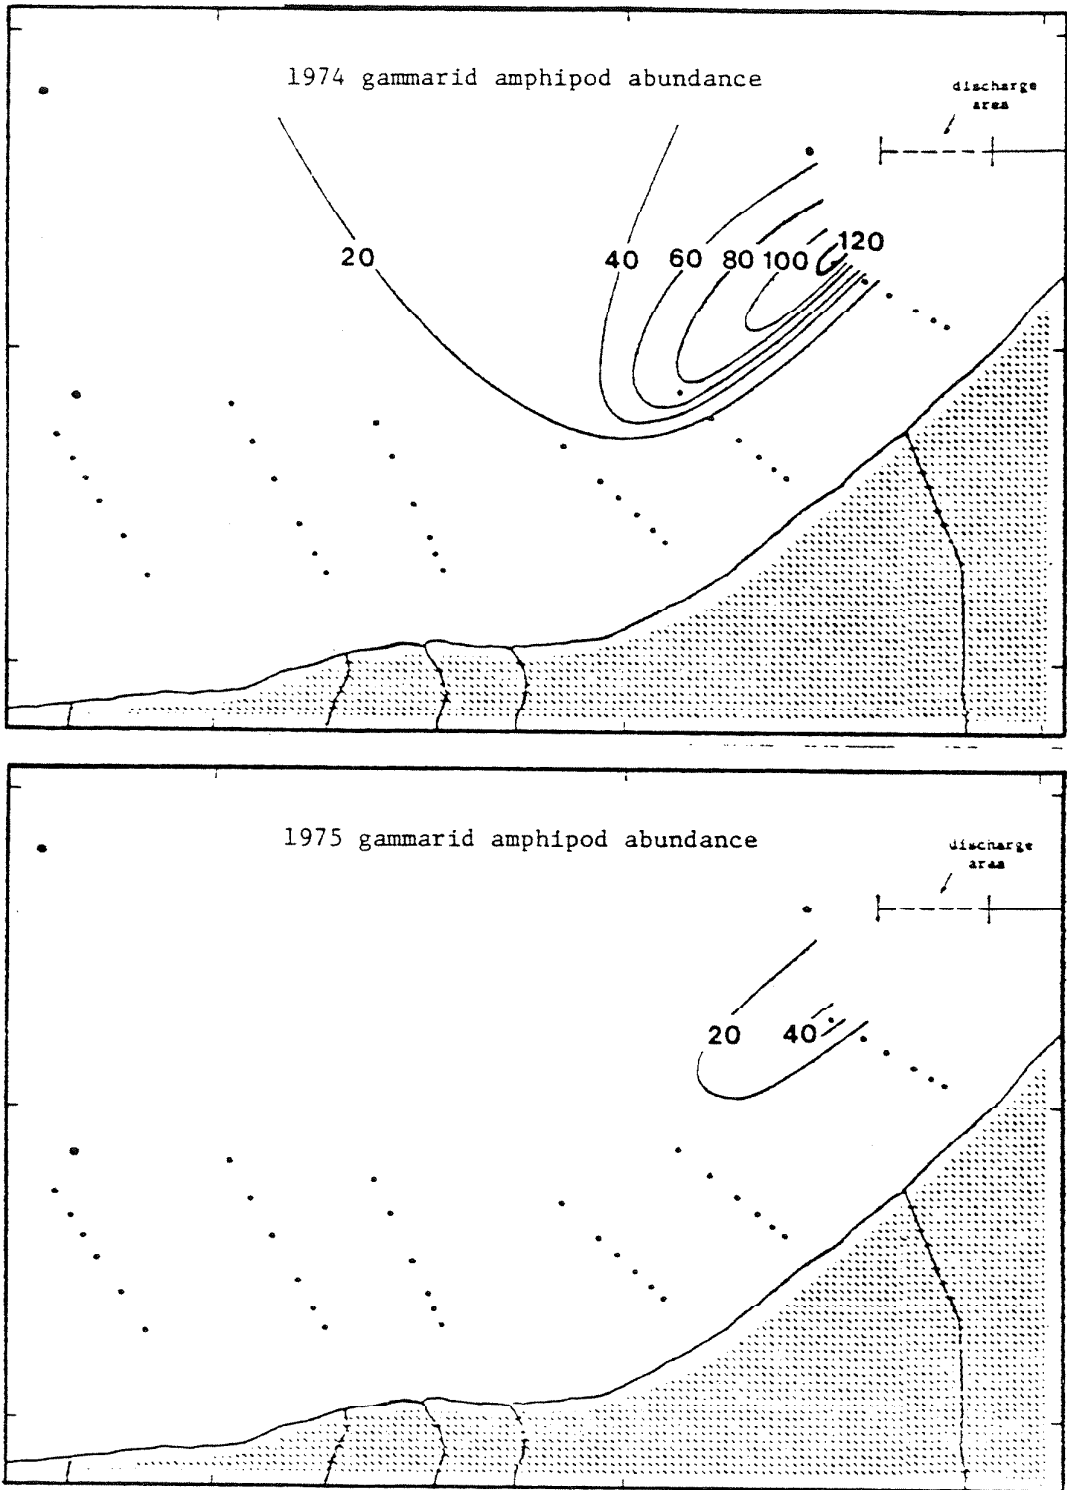 1974 gammarid amphipod abundance
discharge
area
20
40
60
80
100
120
1975 gammarid amphipod abundance
discharge
area
20
40